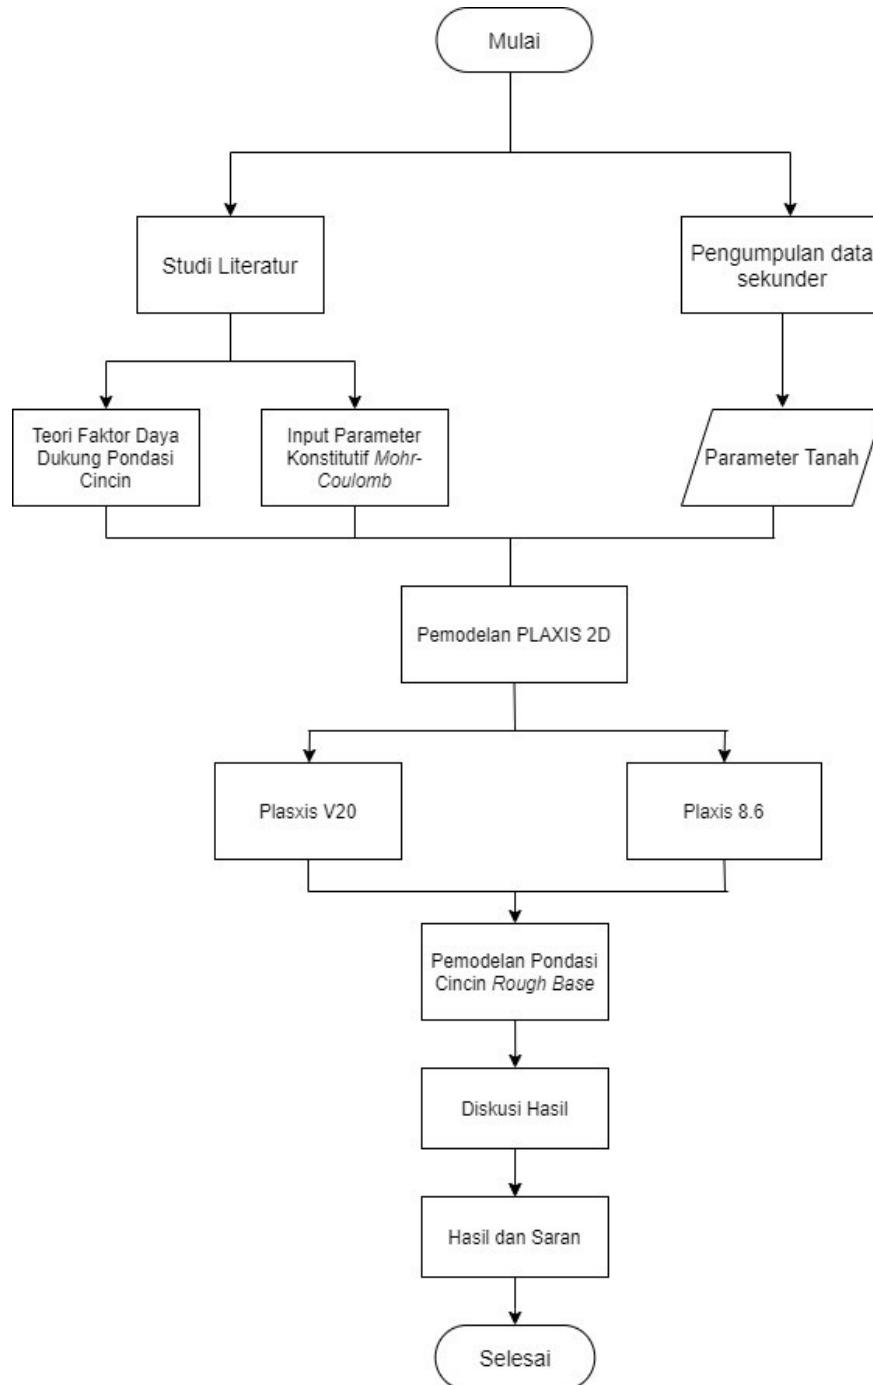 Mulai
Studi Literatur
Pengumpulan data
sekunder
Teori Faktor Daya
Dukung Pondasi
Cincin
Input Parameter
Konstitutif Mohr-
Coulomb
Parameter Tanah
Pemodelan PLAXIS 2D
Plasxis V20
Plaxis 8.6
Pemodelan Pondasi
Cincin Rough Base
Diskusi Hasil
Hasil dan Saran
Selesai